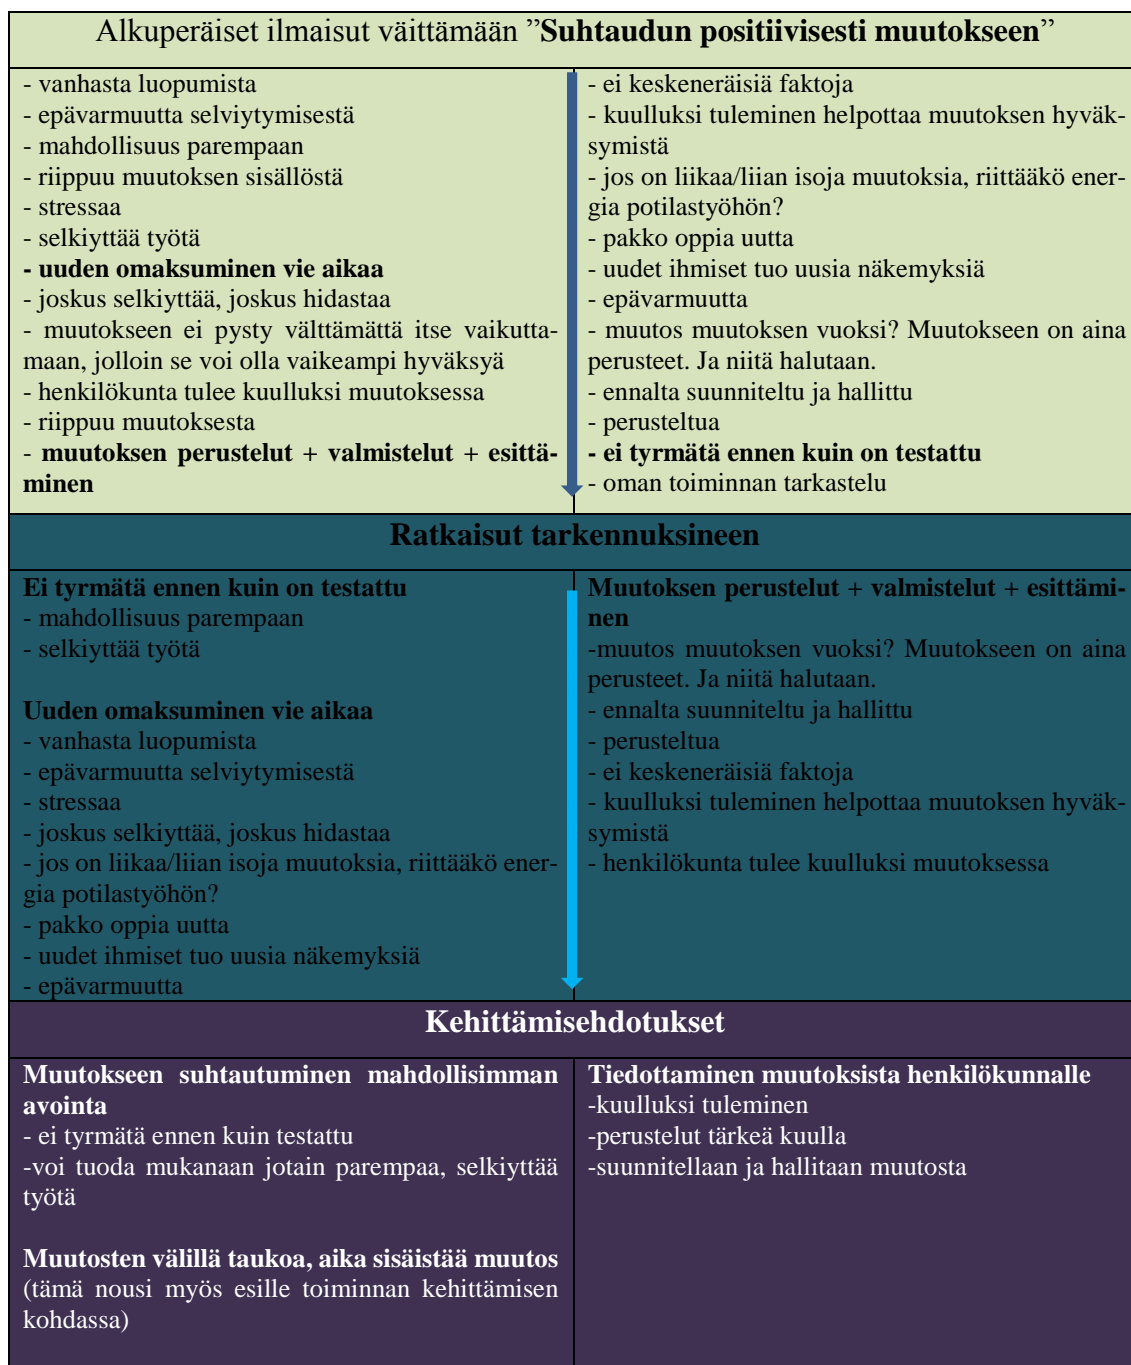 Alkuperäiset ilmaisut väittämään ”Suhtaudun positiivisesti muutokseen”
- vanhasta luopumista
- epävarmuutta selviytymisestä
- mahdollisuus parempaan
- riippuu muutoksen sisällöstä
- stressaa
- selkiyttää työtä
- uuden omaksuminen vie aikaa
- joskus selkiyttää, joskus hidastaa
- muutokseen ei pysty välttämättä itse vaikutta-
maan, jolloin se voi olla vaikeampi hyväksyä
- henkilökunta tulee kuulluksi muutoksessa
- riippuu muutoksesta
- muutoksen perustelut + valmistelut + esittä-
minen
- ei keskeneräisiä faktoja
- kuulluksi tuleminen helpottaa muutoksen hyväk-
symistä
- jos on liikaa/liian isoja muutoksia, riittääkö ener-
gia potilastyöhön?
- pakko oppia uutta
- uudet ihmiset tuo uusia näkemyksiä
- epävarmuutta
- muutos muutoksen vuoksi? Muutokseen on aina
perusteet. Ja niitä halutaan.
- ennalta suunniteltu ja hallittu
- perusteltua
- ei tyrmätä ennen kuin on testattu
- oman toiminnan tarkastelu
Ratkaisut tarkennuksineen
Ei tyrmätä ennen kuin on testattu
- mahdollisuus parempaan
- selkiyttää työtä
Uuden omaksuminen vie aikaa
- vanhasta luopumista
- epävarmuutta selviytymisestä
- stressaa
- joskus selkiyttää, joskus hidastaa
- jos on liikaa/liian isoja muutoksia, riittääkö ener-
gia potilastyöhön?
- pakko oppia uutta
- uudet ihmiset tuo uusia näkemyksiä
- epävarmuutta
Muutoksen perustelut + valmistelut + esittämi-
nen
-muutos muutoksen vuoksi? Muutokseen on aina
perusteet. Ja niitä halutaan.
- ennalta suunniteltu ja hallittu
- perusteltua
- ei keskeneräisiä faktoja
- kuulluksi tuleminen helpottaa muutoksen hyväk-
symistä
- henkilökunta tulee kuulluksi muutoksessa
Kehittämisehdotukset
Muutokseen suhtautuminen mahdollisimman
avointa
- ei tyrmätä ennen kuin testattu
-voi tuoda mukanaan jotain parempaa, selkiyttää
työtä
Muutosten välillä taukoa, aika sisäistää muutos
(tämä nousi myös esille toiminnan kehittämisen
kohdassa)
Tiedottaminen muutoksista henkilökunnalle
-kuulluksi tuleminen
-perustelut tärkeä kuulla
-suunnitellaan ja hallitaan muutosta